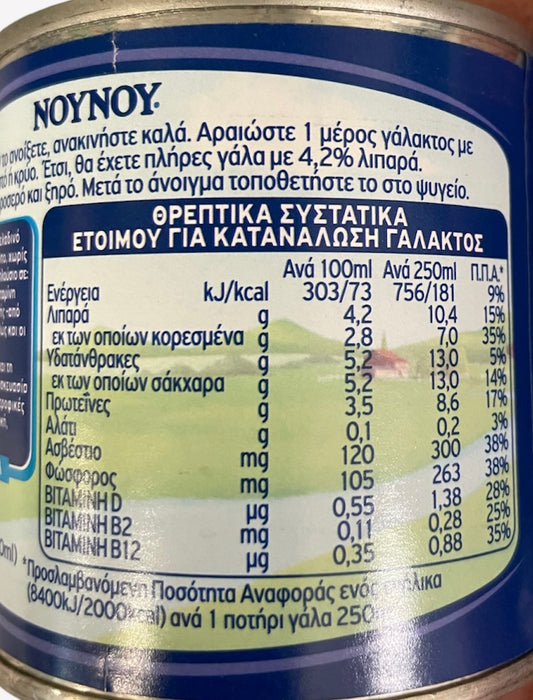 ΝΟΥΝΟΥ®
ανοίξετε, ανακινήστε καλά. Αραιώστε 1 μέρος γάλακτος με
ή κρύο. Έτσι, θα έχετε πλήρες γάλα με 4,2% λιπαρά.
και ξηρό. Μετά το άνοιγμα τοποθετήστε το στο ψυγείο.
ΘΡΕΠΤΙΚΑ ΣΥΣΤΑΤΙΚΑ
ΕΤΟΙΜΟΥ ΓΙΑ ΚΑΤΑΝΑΛΩΣΗ ΓΑΛΑΚΤΟΣ
Ανά 100ml Ανά 250ml Π.Π.Α.*
Ενέργεια kJ/kcal 303/73 756/181 9%
Λιπαρά g 4,2 10,4 15%
εκ των οποίων κορεσμένα g 2,8 7,0 35%
Υδατάνθρακες g 5,2 13,0 5%
εκ των οποίων σάκχαρα g 5,2 13,0 14%
Πρωτεΐνες g 3,5 8,6 17%
Αλάτι g 0,1 0,2 3%
Ασβέστιο mg 120 300 38%
Φώσφορος mg 105 263 38%
ΒΙΤΑΜΙΝΗ D μg 0,55 1,38 28%
ΒΙΤΑΜΙΝΗ B2 mg 0,11 0,28 25%
ΒΙΤΑΜΙΝΗ B12 μg 0,35 0,88 35%
*Προσλαμβανόμενη Ποσότητα Αναφοράς ενός
(8400kJ/2000kcal) ανά 1 ποτήρι γάλα